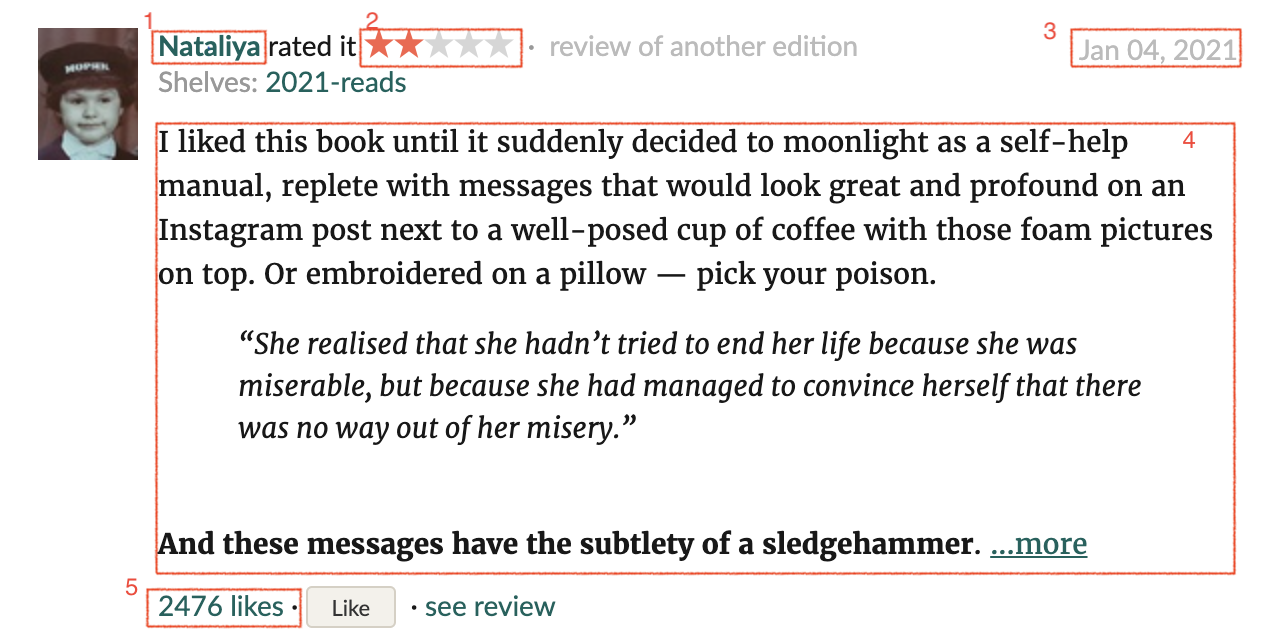 1
2
3
Nataliya rated it · review of another edition Jan 04, 2021
Shelves: 2021-reads
I liked this book until it suddenly decided to moonlight as a self-help 4
manual, replete with messages that would look great and profound on an
Instagram post next to a well-posed cup of coffee with those foam pictures
on top. Or embroidered on a pillow — pick your poison.
“She realised that she hadn’t tried to end her life because she was
miserable, but because she had managed to convince herself that there
was no way out of her misery.”
And these messages have the subtlety of a sledgehammer. ...more
5
2476 likes · Like · see review